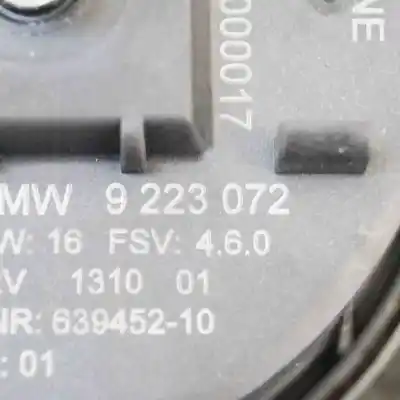 NE
000017
MW 9 223 072
W: 16 FSV: 4.6.0
V 1310 01
NR: 639452-10
: 01